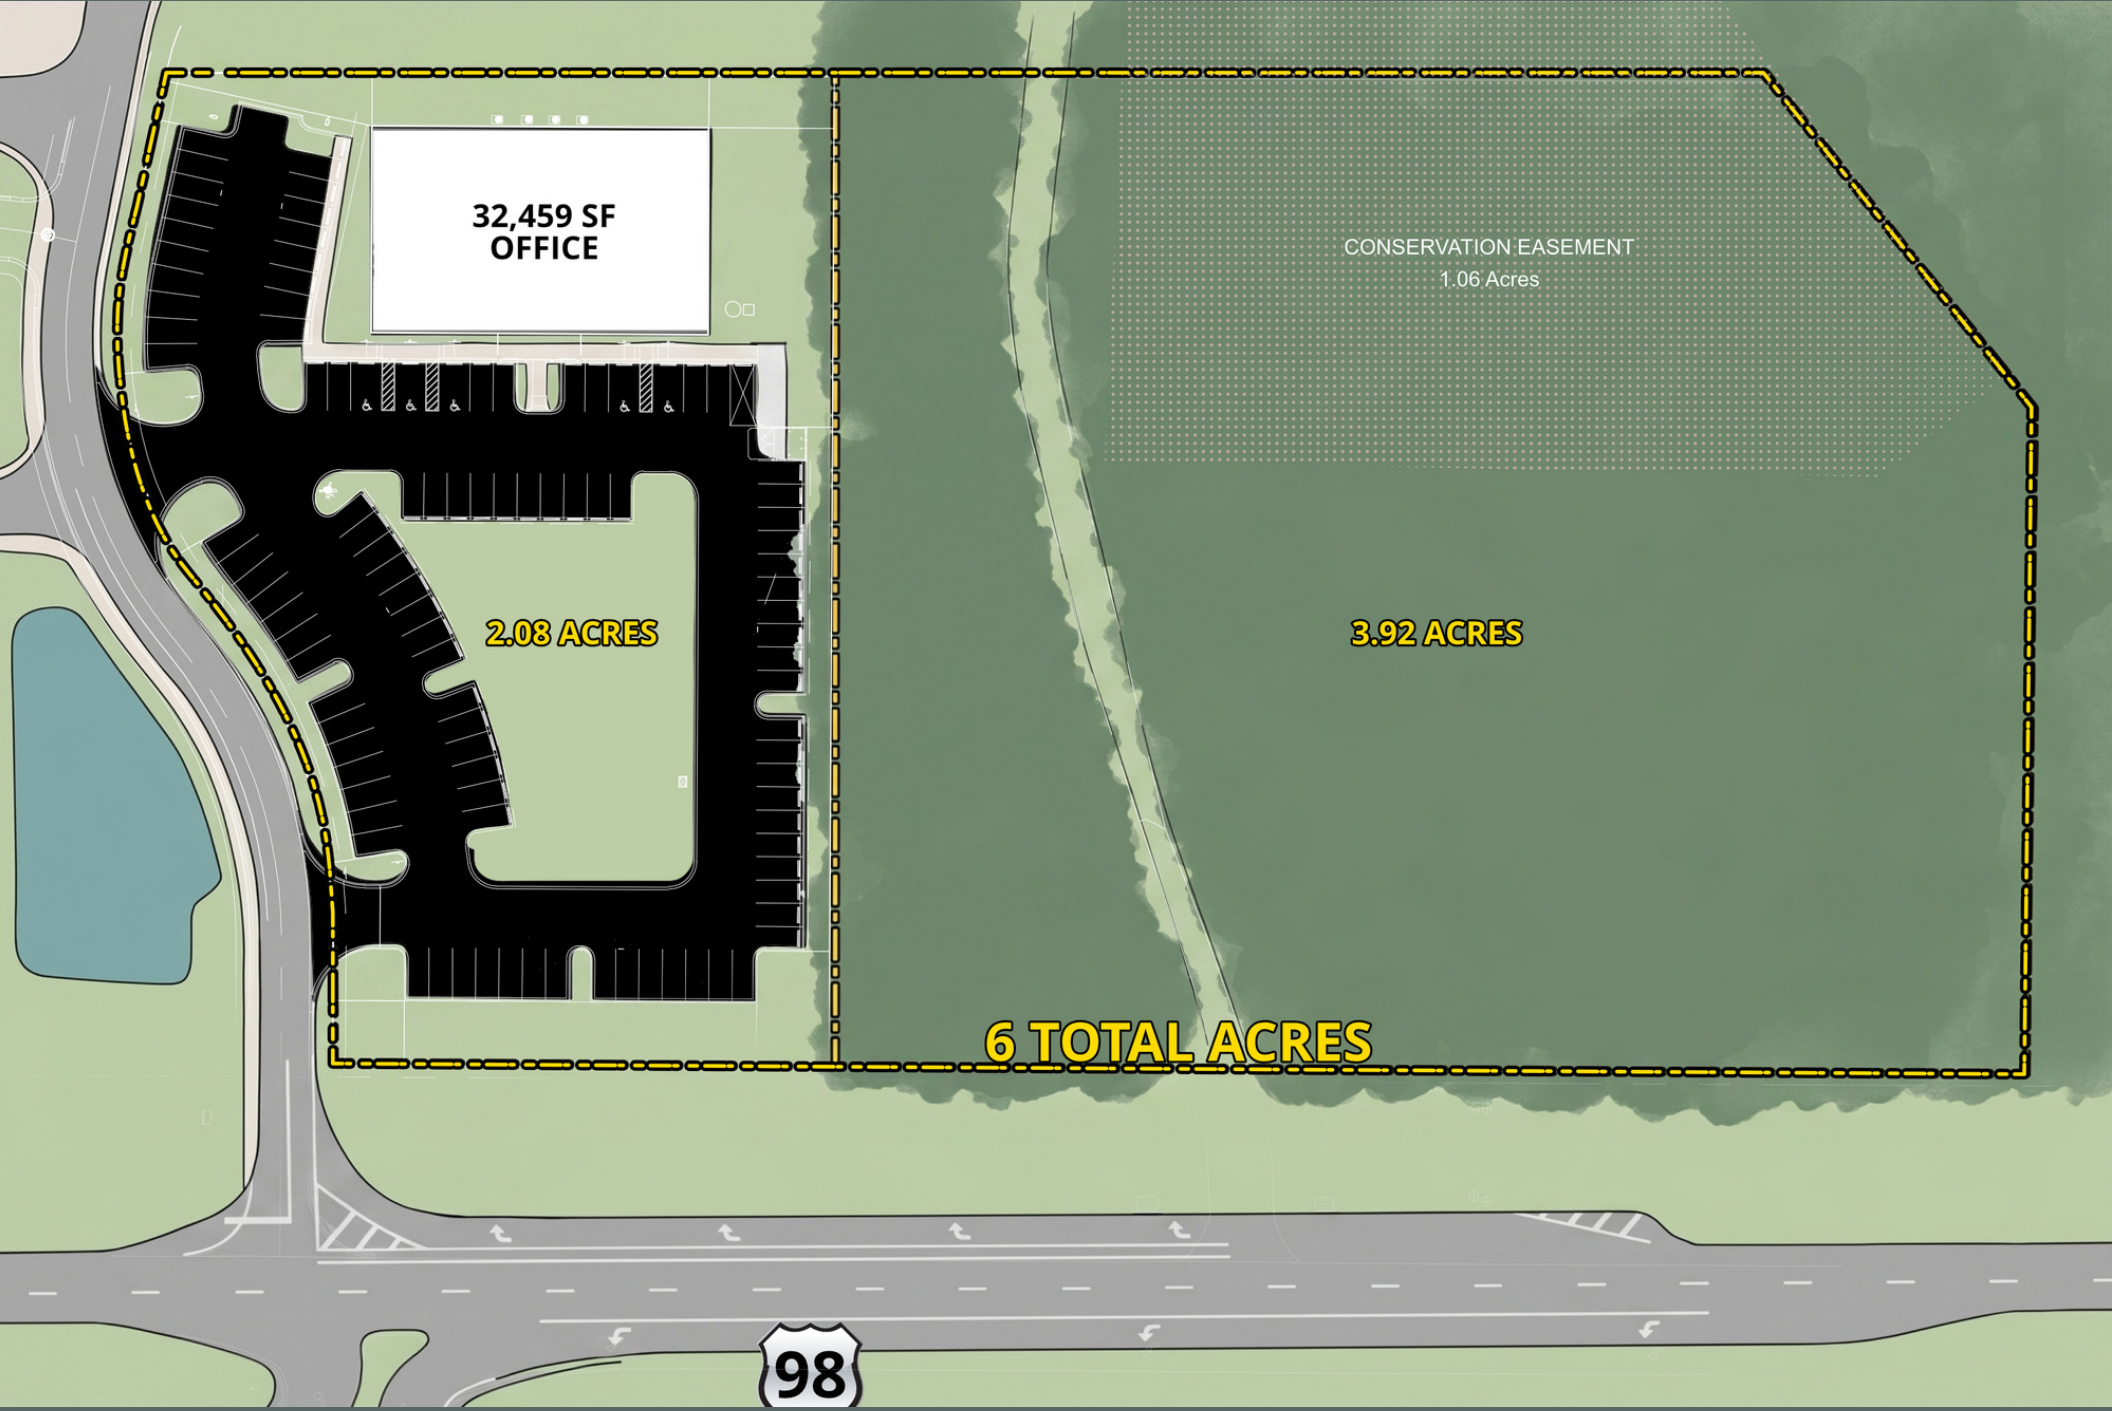 32,459 SF
OFFICE
CONSERVATION EASEMENT
1.06 Acres
2.08 ACRES
3.92 ACRES
6 TOTAL ACRES
98